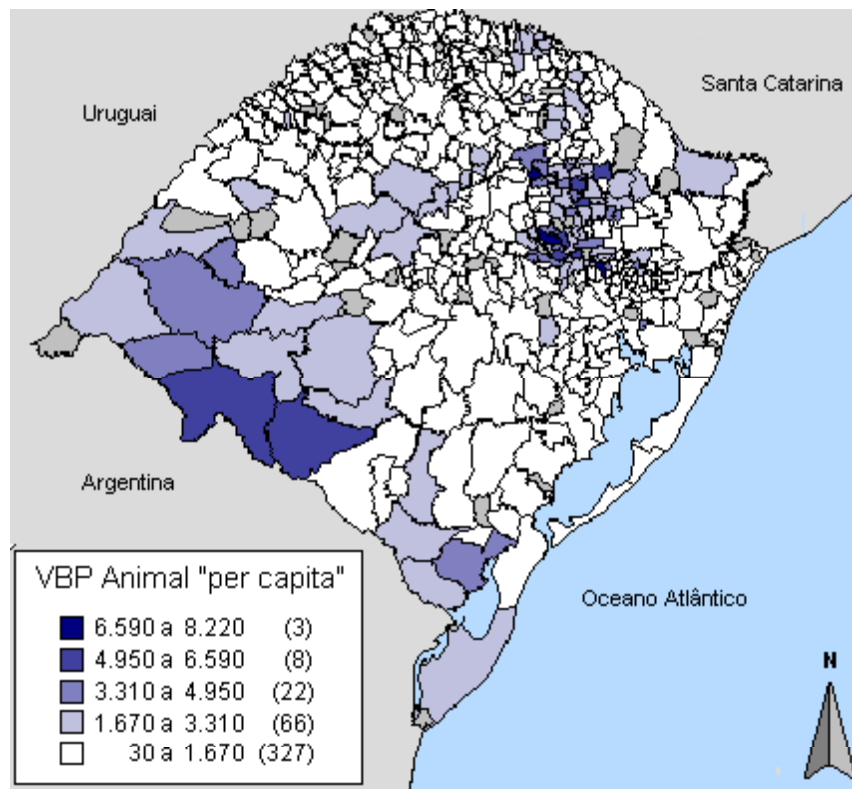 Santa Catarina
Uruguai
Argentina
Oceano Atlântico
VBP Animal "per capita"
6.590 a 8.220 (3)
4.950 a 6.590 (8)
3.310 a 4.950 (22)
1.670 a 3.310 (66)
30 a 1.670 (327)
N